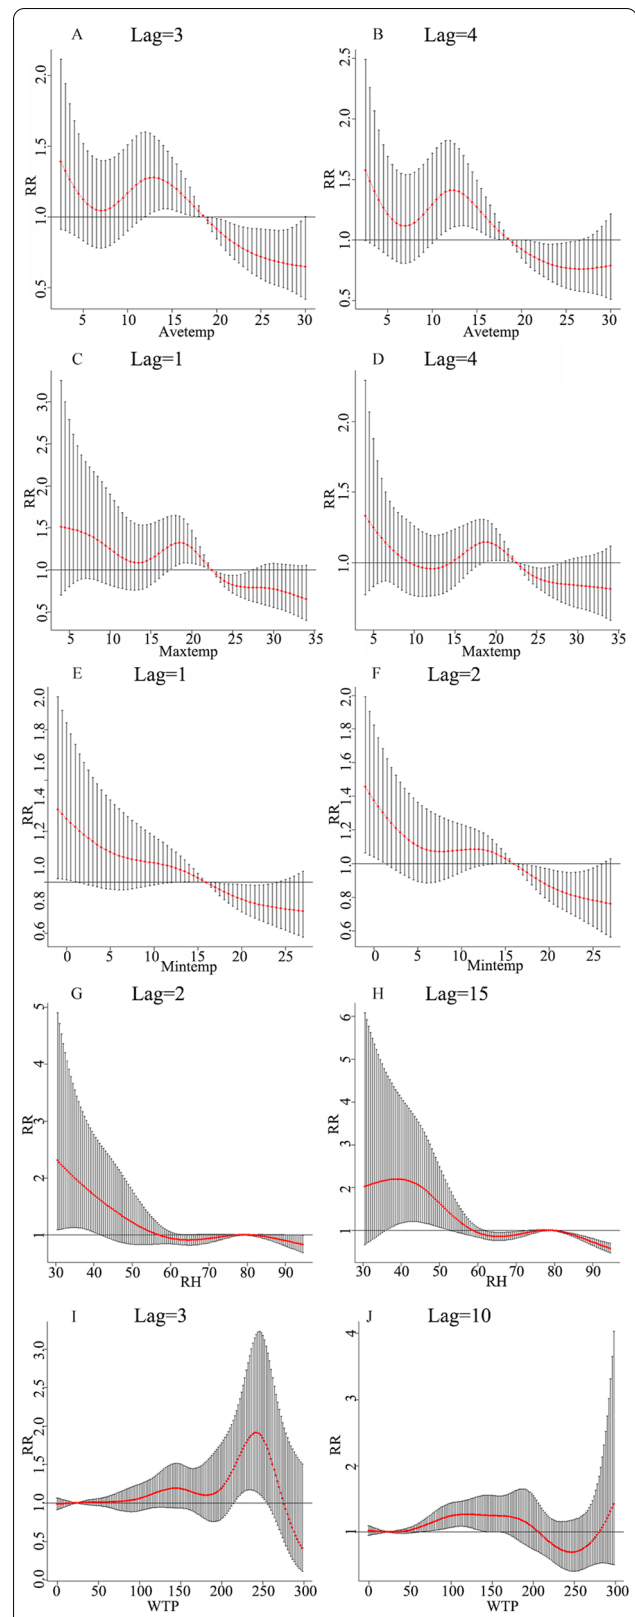 A Lag=3
B Lag=4
RR 0.5 1.0 1.5 2.0
5 10 15 20 25 30
Avetemp
RR 0.5 1.0 1.5 2.0 2.5
5 10 15 20 25 30
Avetemp
C Lag=1
D Lag=4
RR 0.5 1.0 1.5 2.0 2.5 3.0
5 10 15 20 25 30 35
Maxtemp
RR 1.0 1.5 2.0
5 10 15 20 25 30 35
Maxtemp
E Lag=1
F Lag=2
RR 0.6 0.8 1.0 1.2 1.4 1.6 1.8 2.0
0 5 10 15 20 25
Mintemp
RR 0.6 0.8 1.0 1.2 1.4 1.6 1.8 2.0
0 5 10 15 20 25
Mintemp
G Lag=2
H Lag=15
RR 1 2 3 4 5
30 40 50 60 70 80 90
RH
RR 1 2 3 4 5 6
30 40 50 60 70 80 90
RH
I Lag=3
J Lag=10
RR 0.0 0.5 1.0 1.5 2.0 2.5 3.0
0 50 100 150 200 250 300
WTP
RR 1 2 3 4
0 50 100 150 200 250 300
WTP